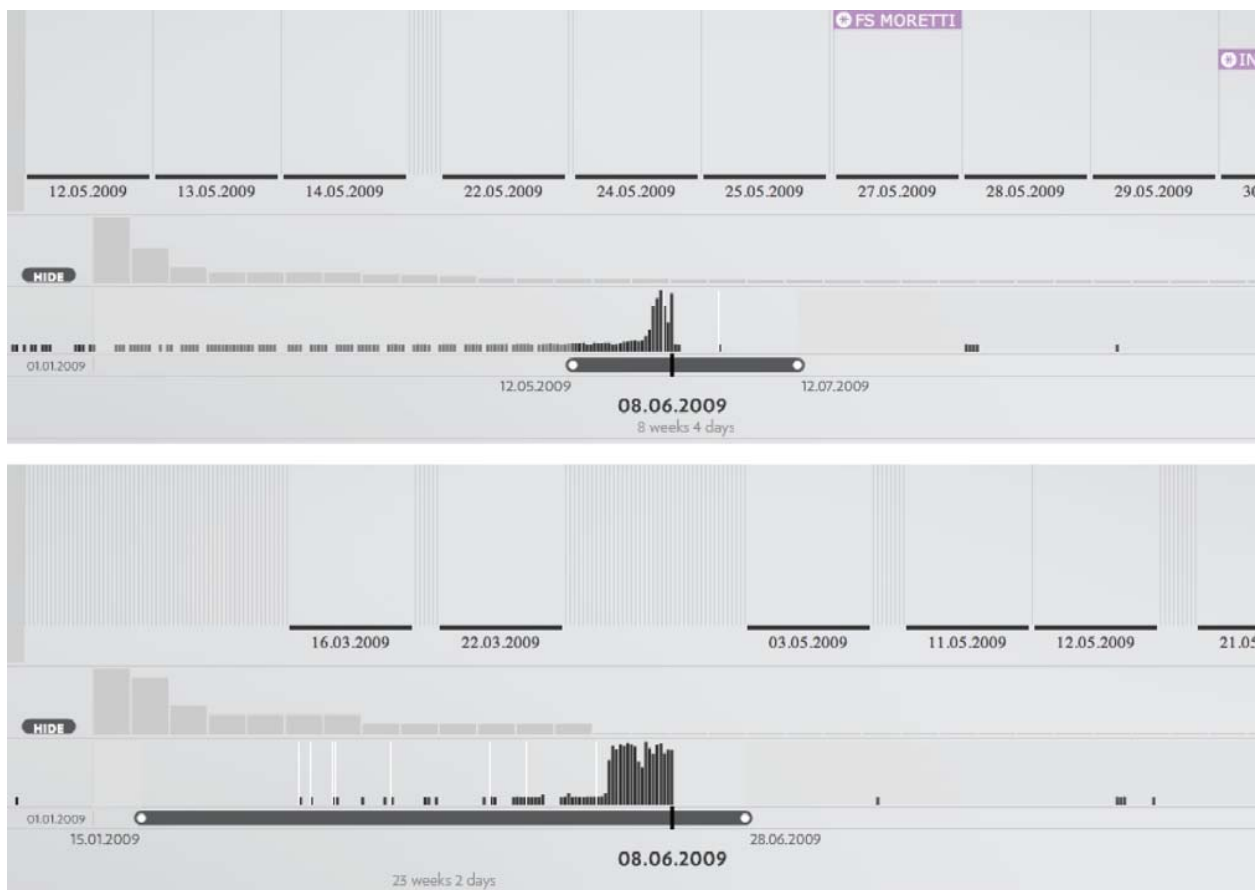 FS MORETTI
IN
12.05.2009 13.05.2009 14.05.2009 22.05.2009 24.05.2009 25.05.2009 27.05.2009 28.05.2009 29.05.2009 30
HIDE
01.01.2009
12.05.2009 12.07.2009
08.06.2009
8 weeks 4 days
16.03.2009 22.03.2009 03.05.2009 11.05.2009 12.05.2009 21.05
HIDE
01.01.2009
15.01.2009 28.06.2009
08.06.2009
23 weeks 2 days